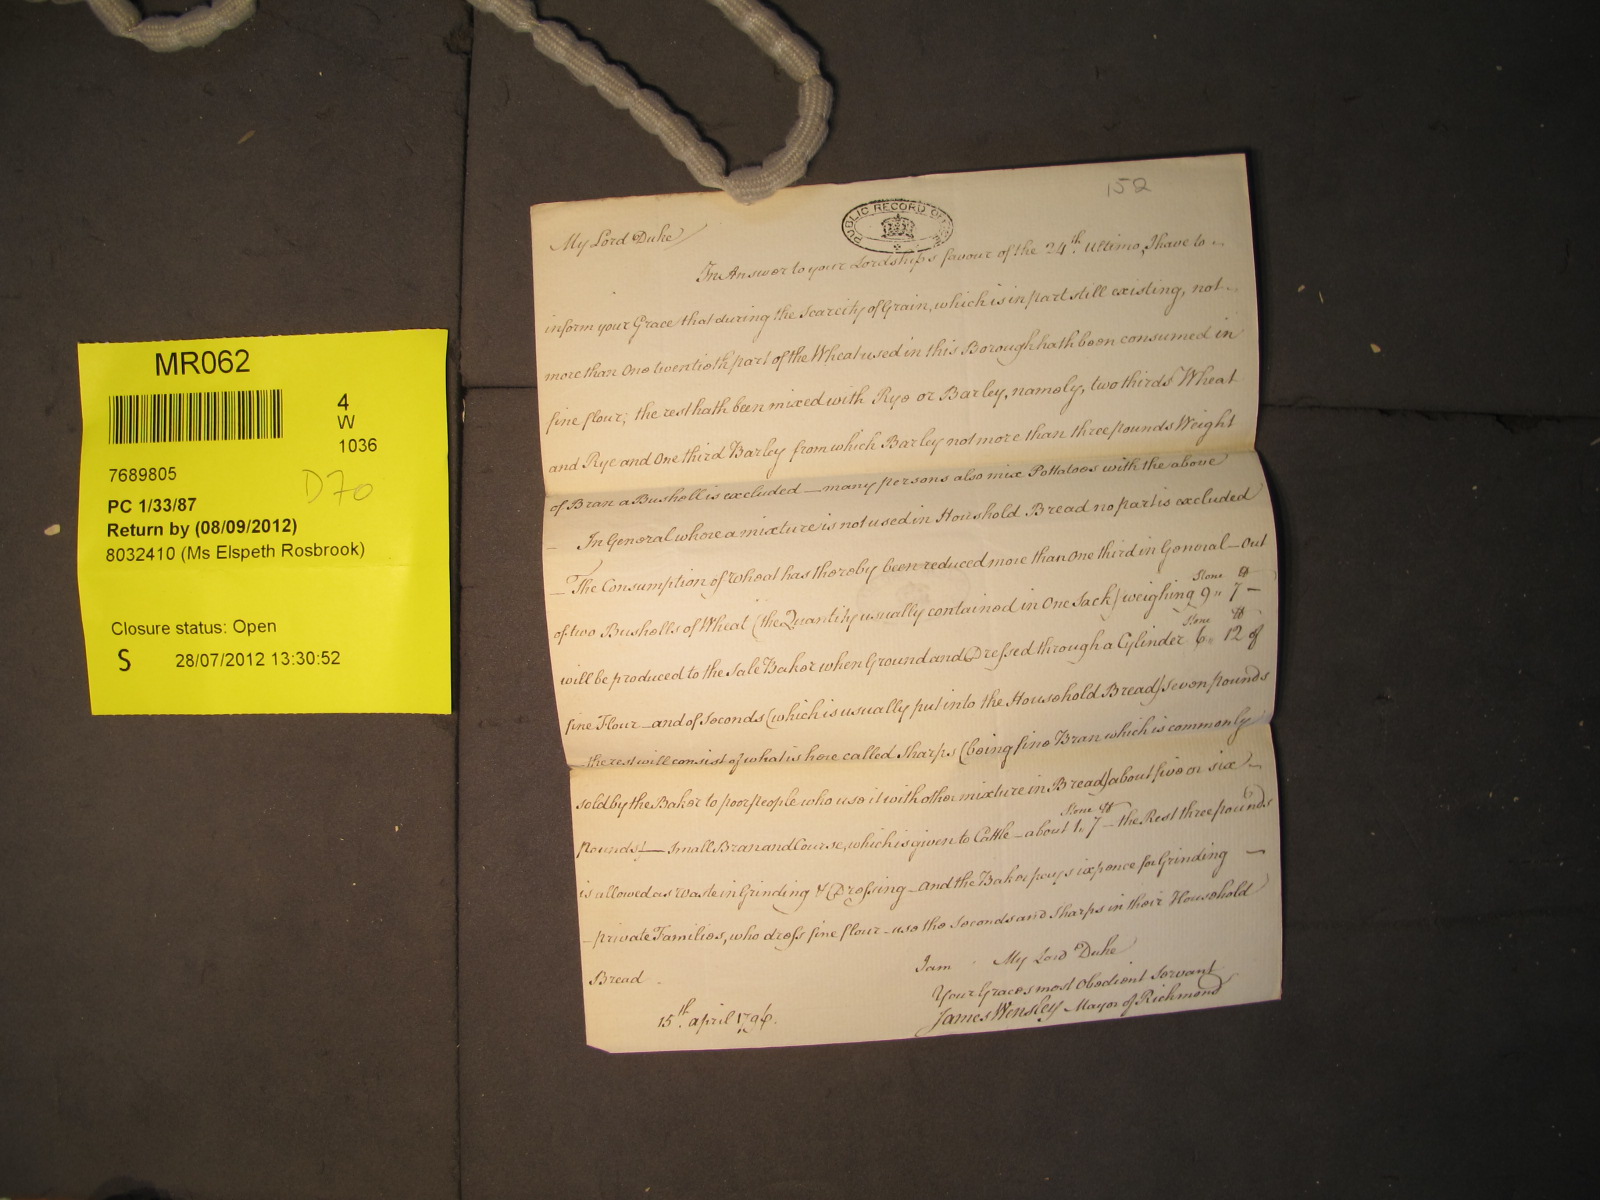 MR062
4
W
1036
7689805
D70
PC 1/33/87
Return by (08/09/2012)
8032410 (Ms Elspeth Rosbrook)
Closure status: Open
S 28/07/2012 13:30:52
152
PUBLIC RECORD OFFICE
My Lord Duke
In Answer to your Lordships favour of the 24th. ultimo, I have to
inform your Grace that during the Scarcity of Grain, which is in part still existing, not
more than One twentieth part of the Wheat used in this Borough hath been consumed in
fine flour; the rest hath been mixed with Rye or Barley, namely, two thirds Wheat
and Rye and One third Barley from which Barley not more than three pounds Weight
of Bran a Bushell is excluded — many persons also mix Pottatoes with the above
— In General where a mixture is not used in Houshold Bread no part is excluded
— The Consumption of Wheat has thereby been reduced more than One third in General — Out
of two Bushells of Wheat (the Quantity usually contained in One Sack) weighing 9 Stone 7 lb —
will be produced to the Sale Baker when Ground and Dressed through a Cylinder 6 Stone 12 lb of
fine Flour — and of Seconds (which is usually put into the Household Bread) seven pounds
— the rest will consist of what is here called Sharps (being fine Bran which is commonly
sold by the Baker to poor people who use it with other mixture in Bread) about five or six —
pounds! — Small Bran and Course, which is given to Cattle — about 1 Stone 7 lb — the Rest three pounds
is allowed as Waste in Grinding & Dressing — and the Baker pays sixpence for Grinding —
— private Families, who dress fine flour — use the Seconds and Sharps in their Household
Bread .
I am My Lord Duke
Your Graces most Obedient Servant
James Wensley Mayor of Richmond
15th. april 1796.